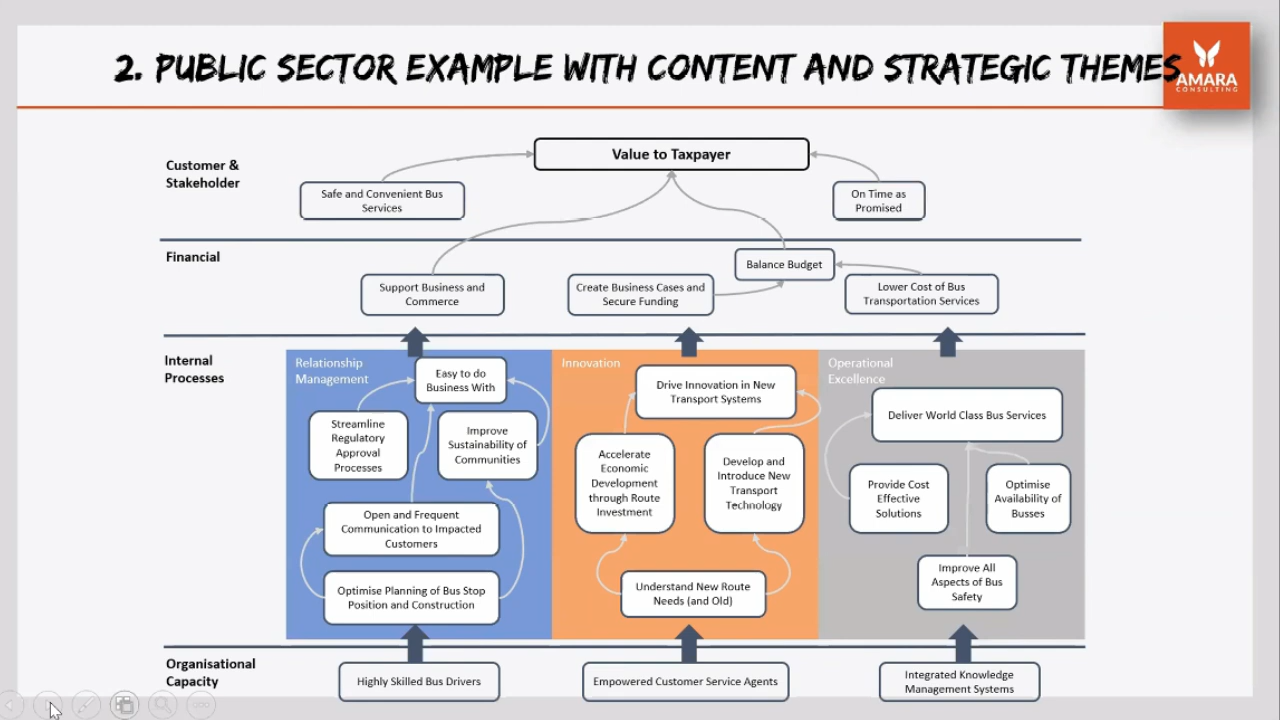 2. PUBLIC SECTOR EXAMPLE WITH CONTENT AND STRATEGIC THEMES
AMARA
CONSULTING
Customer &
Stakeholder
Value to Taxpayer
Safe and Convenient Bus
Services
On Time as
Promised
Financial
Balance Budget
Support Business and
Commerce
Create Business Cases and
Secure Funding
Lower Cost of Bus
Transportation Services
Internal
Processes
Relationship
Management
Easy to do
Business With
Streamline
Regulatory
Approval
Processes
Improve
Sustainability of
Communities
Open and Frequent
Communication to Impacted
Customers
Optimise Planning of Bus Stop
Position and Construction
Innovation
Drive Innovation in New
Transport Systems
Accelerate
Economic
Development
through Route
Investment
Develop and
Introduce New
Transport
Technology
Understand New Route
Needs (and Old)
Operational
Excellence
Deliver World Class Bus Services
Provide Cost
Effective
Solutions
Optimise
Availability of
Busses
Improve All
Aspects of Bus
Safety
Organisational
Capacity
Highly Skilled Bus Drivers
Empowered Customer Service Agents
Integrated Knowledge
Management Systems